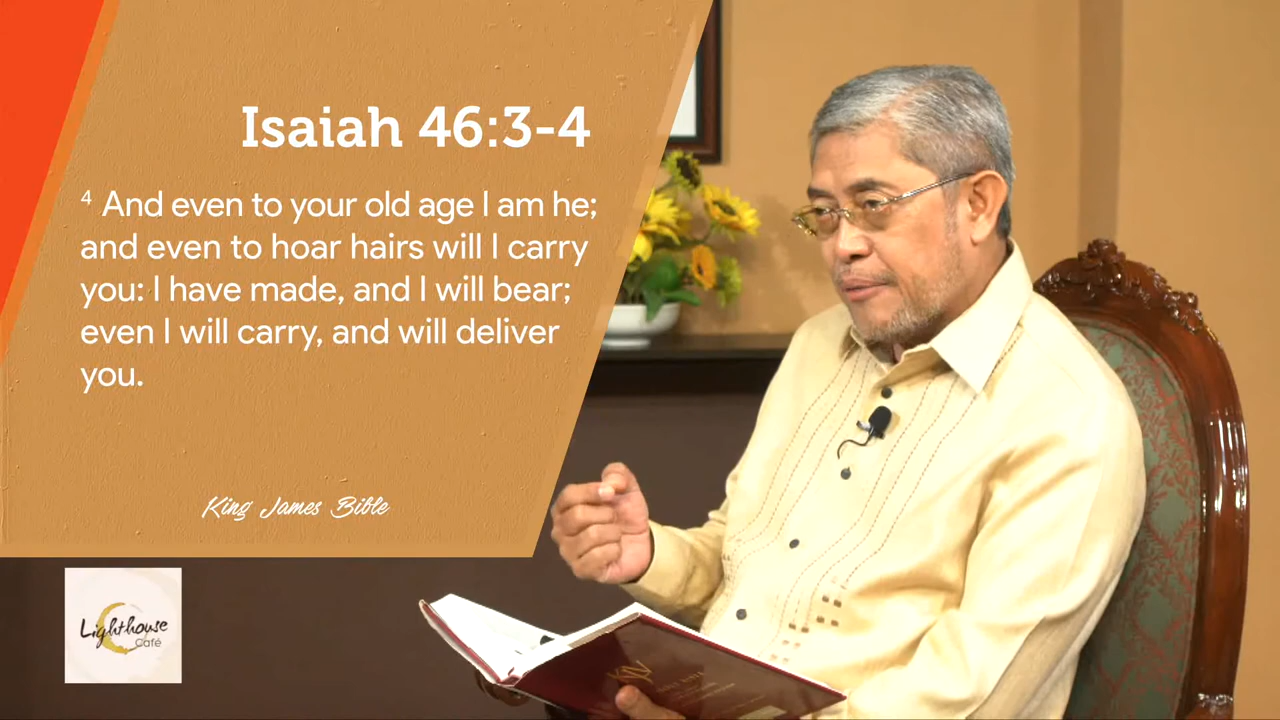 Isaiah 46:3-4
4 And even to your old age I am he;
and even to hoar hairs will I carry
you: I have made, and I will bear;
even I will carry, and will deliver
you.
King James Bible
Lighthouse
Café
KJV